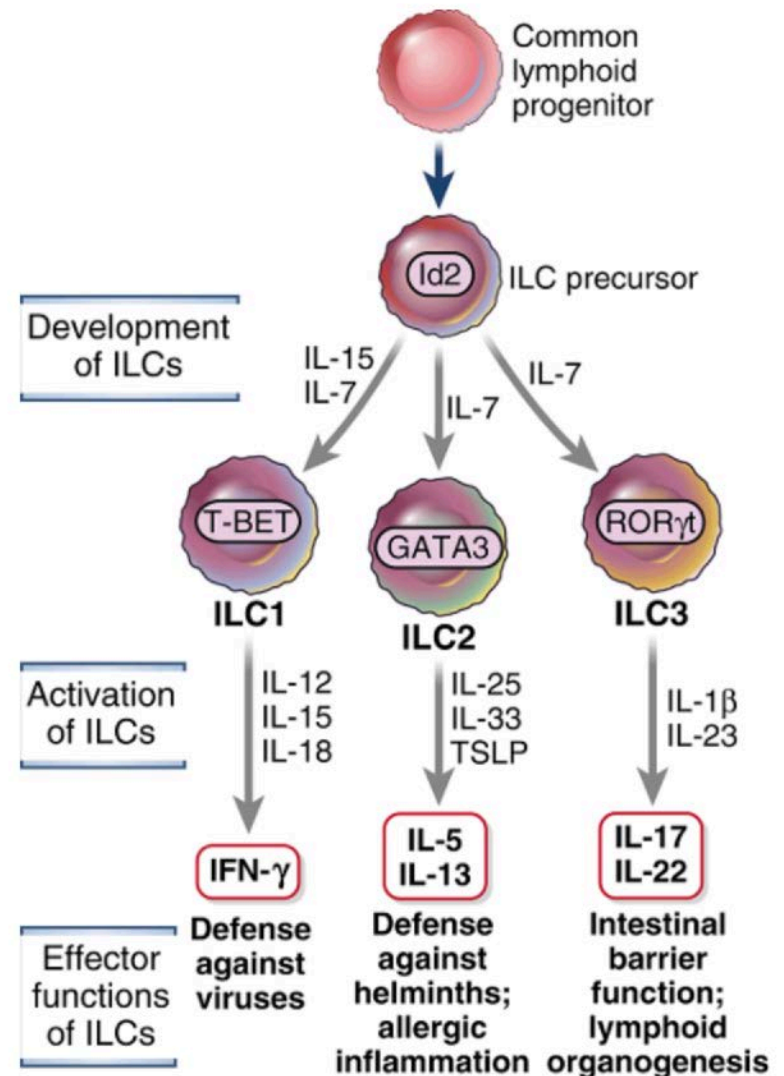 Common
lymphoid
progenitor
Id2
ILC precursor
Development
of ILCs
IL-15
IL-7
IL-7
IL-7
T-BET
GATA3
RORγt
ILC1
ILC2
ILC3
Activation
of ILCs
IL-12
IL-15
IL-18
IL-25
IL-33
TSLP
IL-1β
IL-23
IFN-γ
IL-5
IL-13
IL-17
IL-22
Effector
functions
of ILCs
Defense
against
viruses
Defense
against
helminths;
allergic
inflammation
Intestinal
barrier
function;
lymphoid
organogenesis